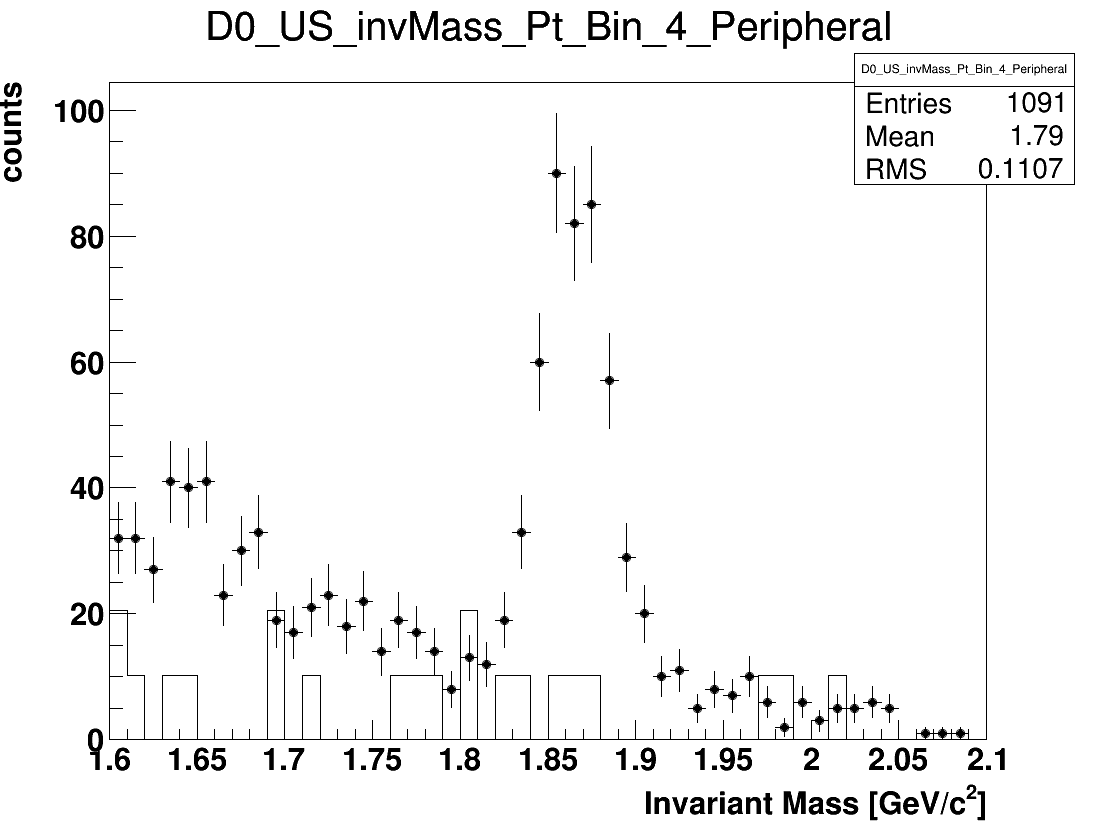 D0_US_invMass_Pt_Bin_4_Peripheral
D0_US_invMass_Pt_Bin_4_Peripheral
Entries 1091
Mean 1.79
RMS 0.1107
counts
100
80
60
40
20
0
1.6 1.65 1.7 1.75 1.8 1.85 1.9 1.95 2 2.05 2.1
Invariant Mass [GeV/c²]